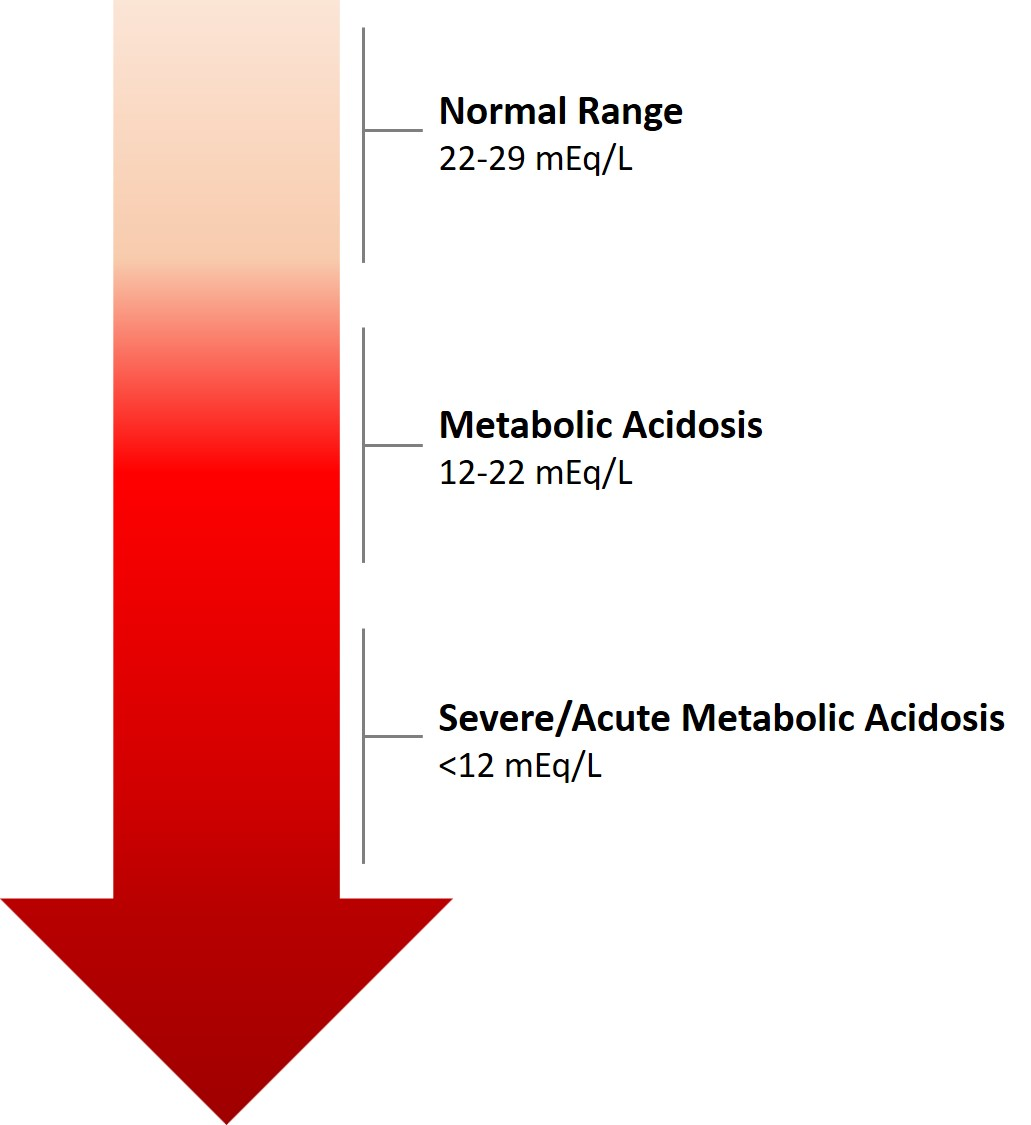 Normal Range
22-29 mEq/L
Metabolic Acidosis
12-22 mEq/L
Severe/Acute Metabolic Acidosis
<12 mEq/L